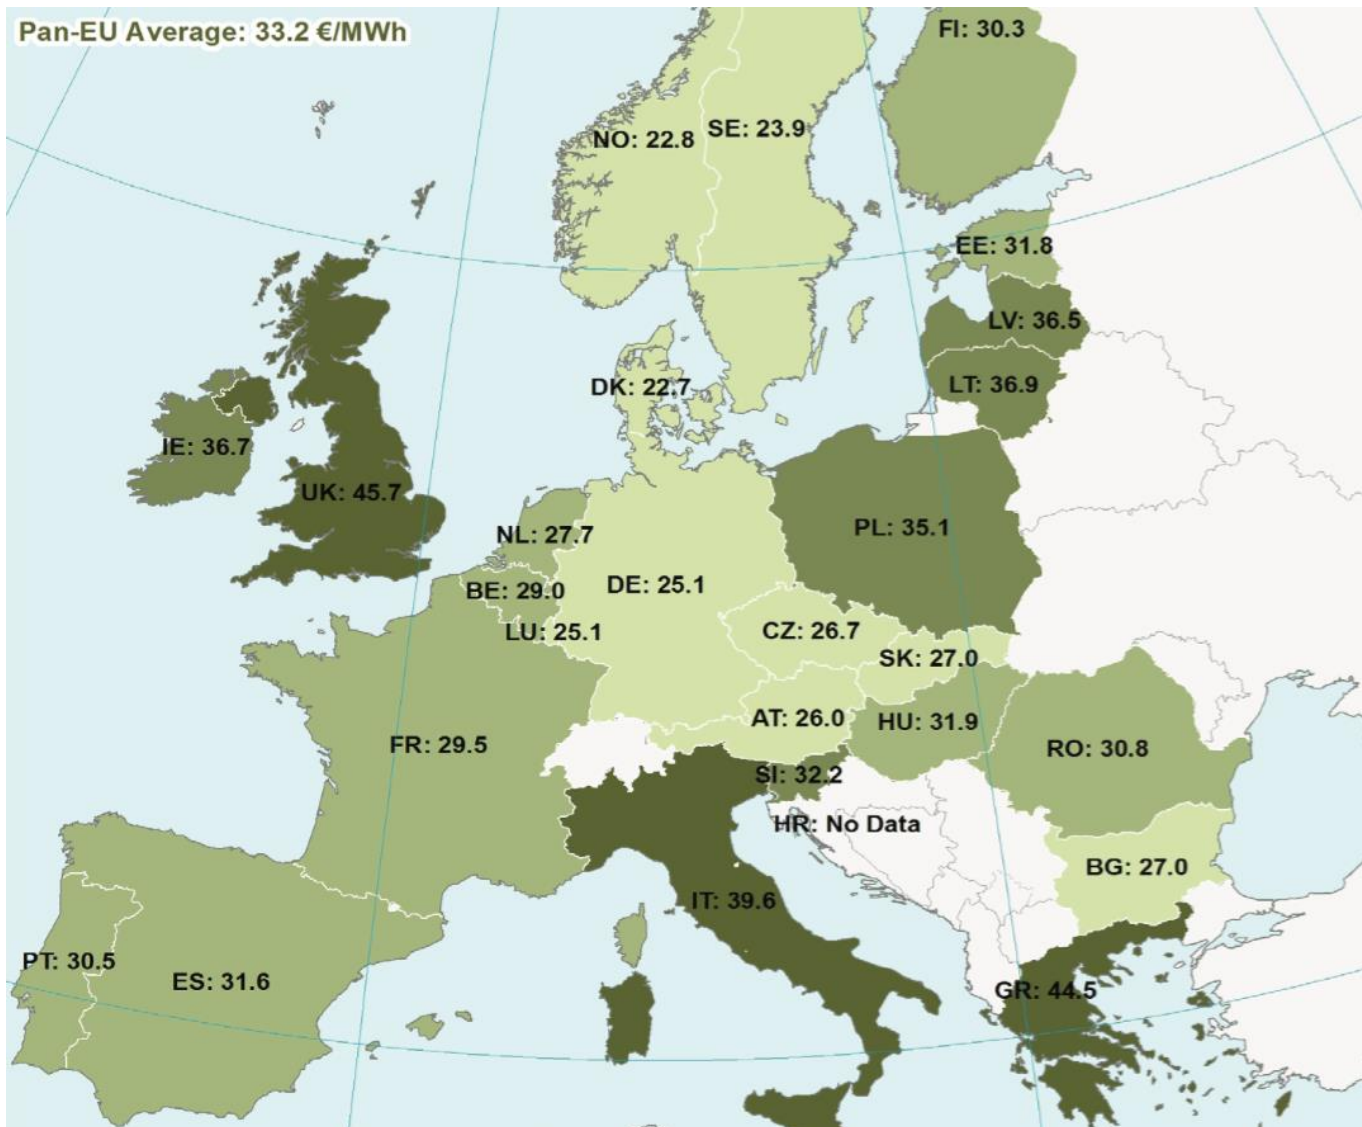 Pan-EU Average: 33.2 €/MWh
FI: 30.3
NO: 22.8
SE: 23.9
EE: 31.8
LV: 36.5
DK: 22.7
LT: 36.9
IE: 36.7
UK: 45.7
NL: 27.7
PL: 35.1
BE: 29.0
DE: 25.1
LU: 25.1
CZ: 26.7
SK: 27.0
AT: 26.0
HU: 31.9
FR: 29.5
RO: 30.8
SI: 32.2
HR: No Data
BG: 27.0
IT: 39.6
PT: 30.5
ES: 31.6
GR: 44.5